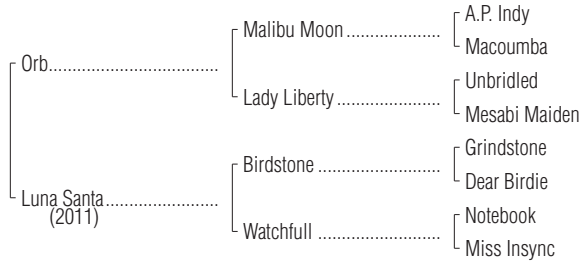 A.P. Indy
Malibu Moon ....................
Macoumba
Orb.....................................
Unbridled
Lady Liberty ......................
Mesabi Maiden
Grindstone
Birdstone ..........................
Dear Birdie
Luna Santa........................
(2011)
Notebook
Watchfull ..........................
Miss Insync